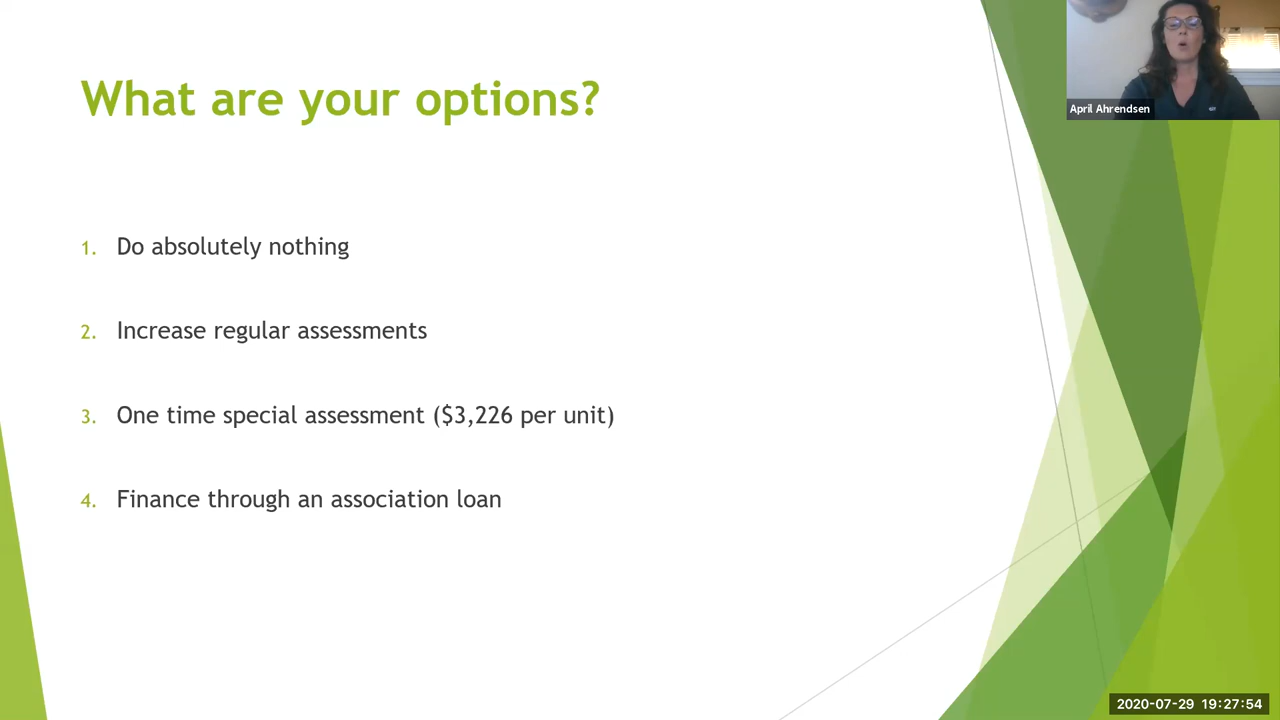 What are your options?
April Ahrendsen
1. Do absolutely nothing
2. Increase regular assessments
3. One time special assessment ($3,226 per unit)
4. Finance through an association loan
2020-07-29 19:27:54